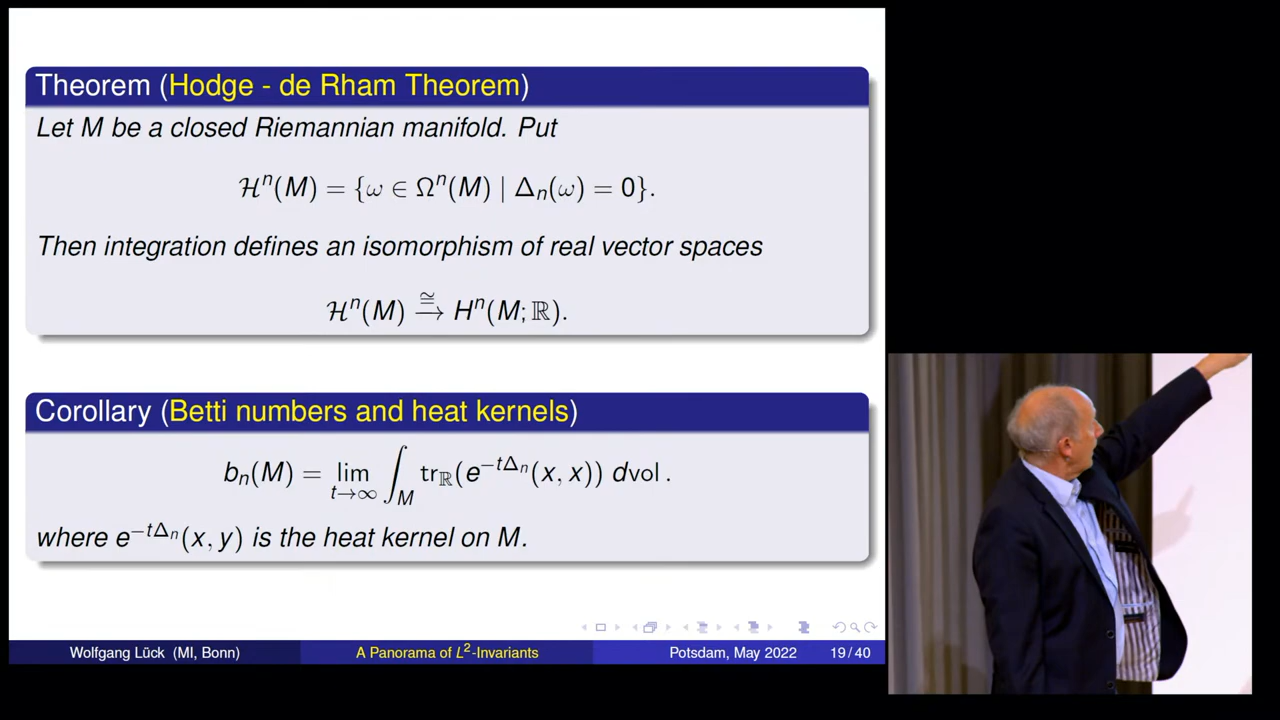 Theorem (Hodge - de Rham Theorem)
Let M be a closed Riemannian manifold. Put
ℋⁿ(M) = {ω ∈ Ωⁿ(M) | Δₙ(ω) = 0}.
Then integration defines an isomorphism of real vector spaces
ℋⁿ(M) ≅→ Hⁿ(M; ℝ).
Corollary (Betti numbers and heat kernels)
bₙ(M) = lim_{t→∞} ∫_M tr_ℝ(e^{−tΔₙ}(x, x)) dvol .
where e^{−tΔₙ}(x, y) is the heat kernel on M.
Wolfgang Lück (MI, Bonn) A Panorama of L²-Invariants Potsdam, May 2022 19 / 40